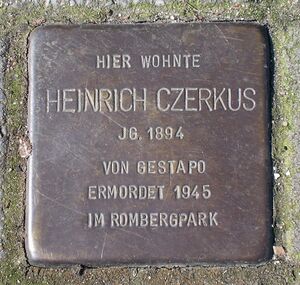 HIER WOHNTE
HEINRICH CZERKUS
JG. 1894
VON GESTAPO
ERMORDET 1945
IM ROMBERGPARK